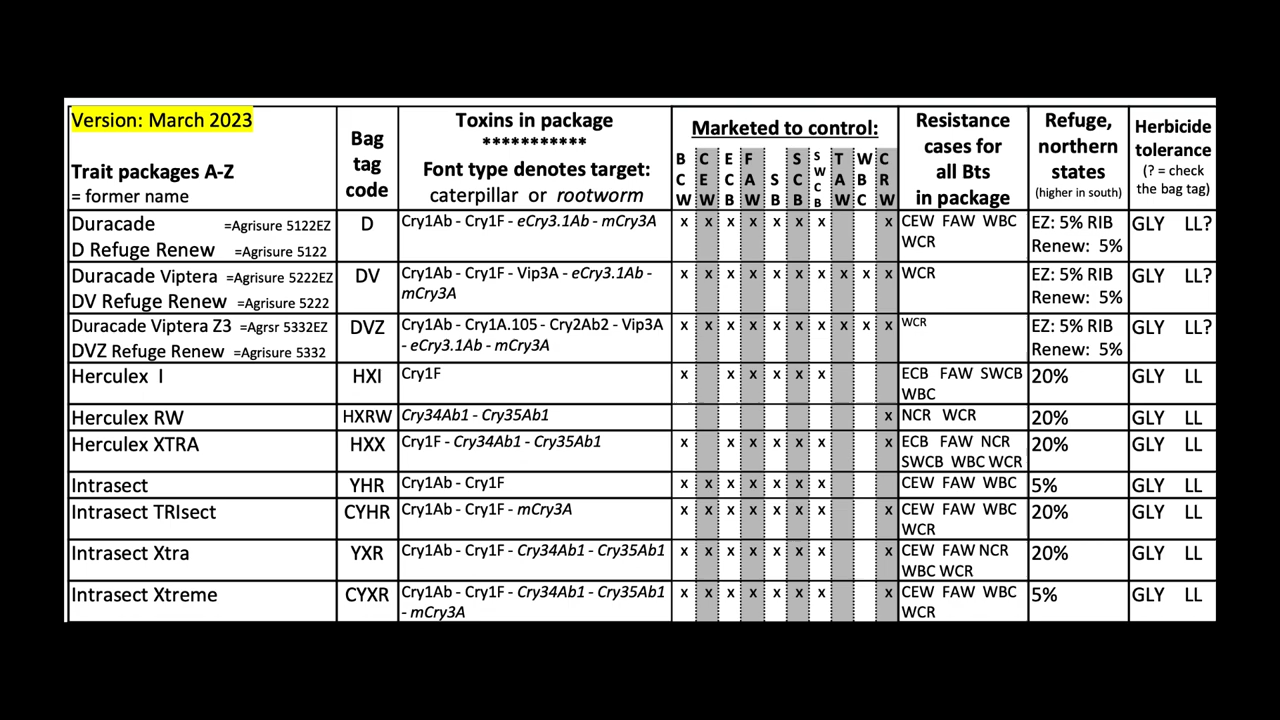 Version: March 2023
Trait packages A-Z
= former name
Bag
tag
code
Toxins in package
***********
Font type denotes target:
caterpillar or rootworm
Marketed to control:
BCW CEW ECB FAW SB SCB SWCB TAW WBC CRW
Resistance
cases for
all Bts
in package
Refuge,
northern
states
(higher in south)
Herbicide
tolerance
(? = check
the bag tag)
Duracade =Agrisure 5122EZ D Cry1Ab - Cry1F - eCry3.1Ab - mCry3A x x x x x x x x CEW FAW WBC EZ: 5% RIB GLY LL?
D Refuge Renew =Agrisure 5122 WCR Renew: 5%
Duracade Viptera =Agrisure 5222EZ DV Cry1Ab - Cry1F - Vip3A - eCry3.1Ab - x x x x x x x x x x WCR EZ: 5% RIB GLY LL?
DV Refuge Renew =Agrisure 5222 mCry3A Renew: 5%
Duracade Viptera Z3 =Agrsr 5332EZ DVZ Cry1Ab - Cry1A.105 - Cry2Ab2 - Vip3A x x x x x x x x x x WCR EZ: 5% RIB GLY LL?
DVZ Refuge Renew =Agrisure 5332 - eCry3.1Ab - mCry3A Renew: 5%
Herculex I HXI Cry1F x x x x x x ECB FAW SWCB 20% GLY LL
WBC
Herculex RW HXRW Cry34Ab1 - Cry35Ab1 x NCR WCR 20% GLY LL
Herculex XTRA HXX Cry1F - Cry34Ab1 - Cry35Ab1 x x x x x x x ECB FAW NCR 20% GLY LL
SWCB WBC WCR
Intrasect YHR Cry1Ab - Cry1F x x x x x x x CEW FAW WBC 5% GLY LL
Intrasect TRIsect CYHR Cry1Ab - Cry1F - mCry3A x x x x x x x x CEW FAW WBC 20% GLY LL
WCR
Intrasect Xtra YXR Cry1Ab - Cry1F - Cry34Ab1 - Cry35Ab1 x x x x x x x x CEW FAW NCR 20% GLY LL
WBC WCR
Intrasect Xtreme CYXR Cry1Ab - Cry1F - Cry34Ab1 - Cry35Ab1 x x x x x x x x CEW FAW WBC 5% GLY LL
- mCry3A WCR